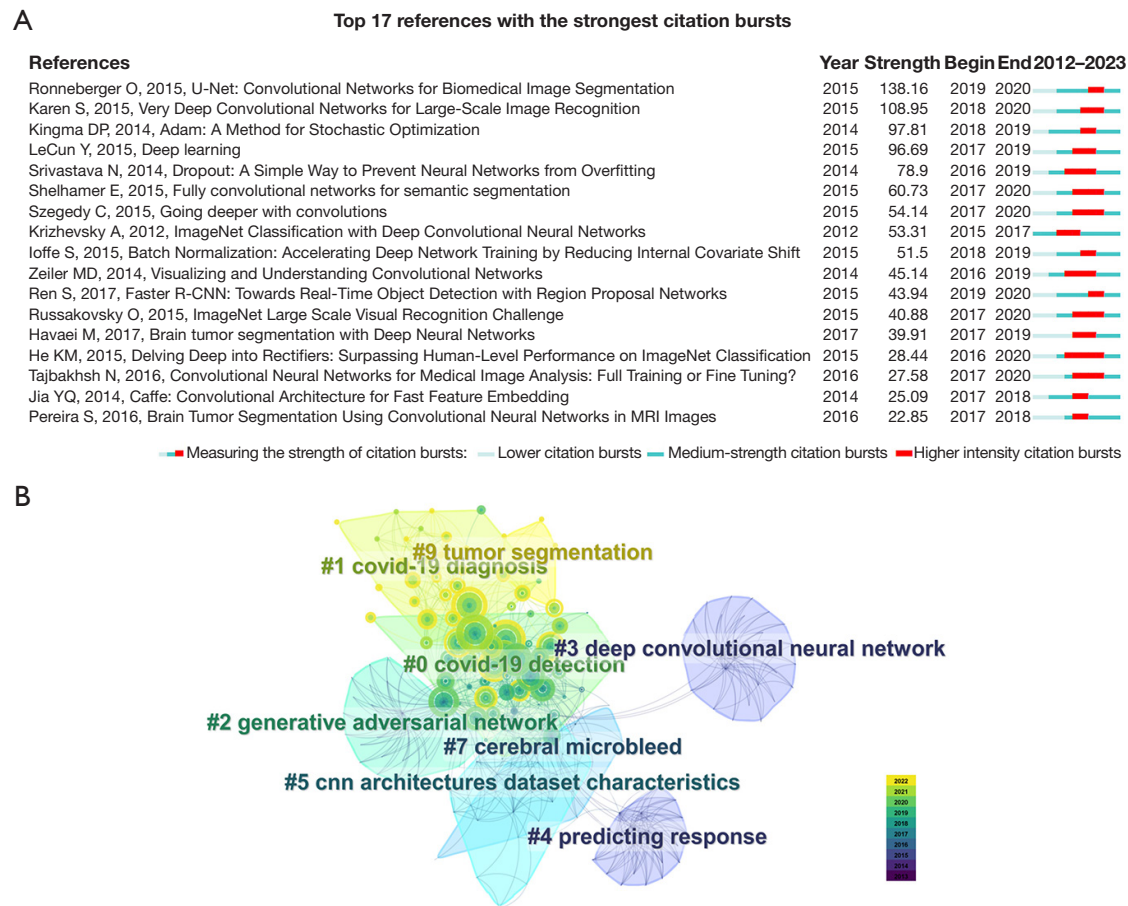 A
Top 17 references with the strongest citation bursts
References Year Strength Begin End 2012–2023
Ronneberger O, 2015, U-Net: Convolutional Networks for Biomedical Image Segmentation 2015 138.16 2019 2020
Karen S, 2015, Very Deep Convolutional Networks for Large-Scale Image Recognition 2015 108.95 2018 2020
Kingma DP, 2014, Adam: A Method for Stochastic Optimization 2014 97.81 2018 2019
LeCun Y, 2015, Deep learning 2015 96.69 2017 2019
Srivastava N, 2014, Dropout: A Simple Way to Prevent Neural Networks from Overfitting 2014 78.9 2016 2019
Shelhamer E, 2015, Fully convolutional networks for semantic segmentation 2015 60.73 2017 2020
Szegedy C, 2015, Going deeper with convolutions 2015 54.14 2017 2020
Krizhevsky A, 2012, ImageNet Classification with Deep Convolutional Neural Networks 2012 53.31 2015 2017
Ioffe S, 2015, Batch Normalization: Accelerating Deep Network Training by Reducing Internal Covariate Shift 2015 51.5 2018 2019
Zeiler MD, 2014, Visualizing and Understanding Convolutional Networks 2014 45.14 2016 2019
Ren S, 2017, Faster R-CNN: Towards Real-Time Object Detection with Region Proposal Networks 2015 43.94 2019 2020
Russakovsky O, 2015, ImageNet Large Scale Visual Recognition Challenge 2015 40.88 2017 2020
Havaei M, 2017, Brain tumor segmentation with Deep Neural Networks 2017 39.91 2017 2019
He KM, 2015, Delving Deep into Rectifiers: Surpassing Human-Level Performance on ImageNet Classification 2015 28.44 2016 2020
Tajbakhsh N, 2016, Convolutional Neural Networks for Medical Image Analysis: Full Training or Fine Tuning? 2016 27.58 2017 2020
Jia YQ, 2014, Caffe: Convolutional Architecture for Fast Feature Embedding 2014 25.09 2017 2018
Pereira S, 2016, Brain Tumor Segmentation Using Convolutional Neural Networks in MRI Images 2016 22.85 2017 2018
Measuring the strength of citation bursts: Lower citation bursts Medium-strength citation bursts Higher intensity citation bursts
B
#9 tumor segmentation
#1 covid-19 diagnosis
#3 deep convolutional neural network
#0 covid-19 detection
#2 generative adversarial network
#7 cerebral microbleed
#5 cnn architectures dataset characteristics
#4 predicting response
2022
2021
2020
2019
2018
2017
2016
2015
2014